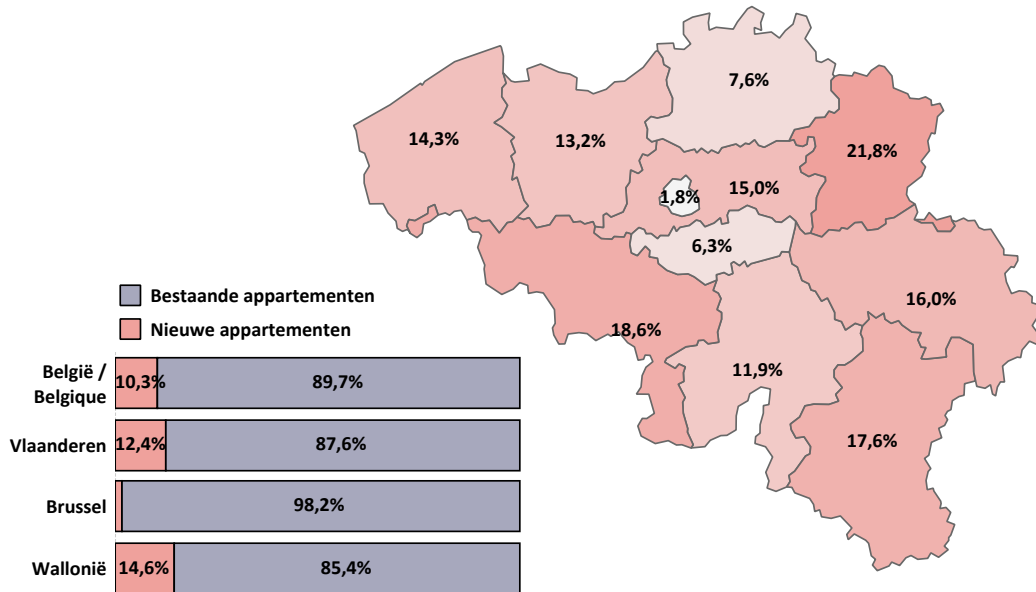 7,6%
14,3%
13,2%
21,8%
1,8%
15,0%
6,3%
16,0%
18,6%
11,9%
17,6%
Bestaande appartementen
Nieuwe appartementen
België /
Belgique
10,3%
89,7%
Vlaanderen
12,4%
87,6%
Brussel
98,2%
Wallonië
14,6%
85,4%